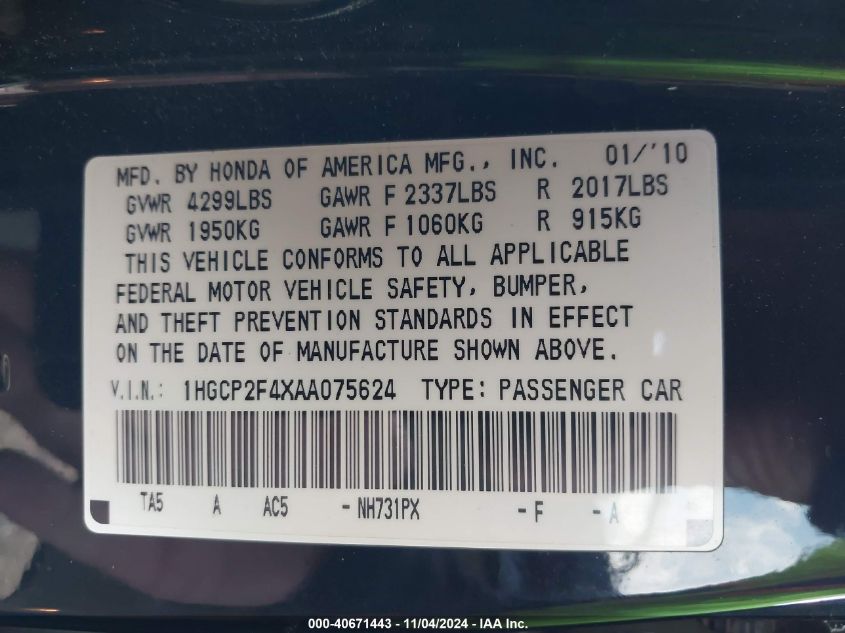 MFD. BY HONDA OF AMERICA MFG., INC. 01/'10
GVWR 4299LBS GAWR F 2337LBS R 2017LBS
GVWR 1950KG GAWR F 1060KG R 915KG
THIS VEHICLE CONFORMS TO ALL APPLICABLE
FEDERAL MOTOR VEHICLE SAFETY, BUMPER,
AND THEFT PREVENTION STANDARDS IN EFFECT
ON THE DATE OF MANUFACTURE SHOWN ABOVE.
V.I.N.: 1HGCP2F4XAA075624 TYPE: PASSENGER CAR
TA5 A AC5 - NH731PX - F - A
000-40671443 - 11/04/2024 - IAA Inc.